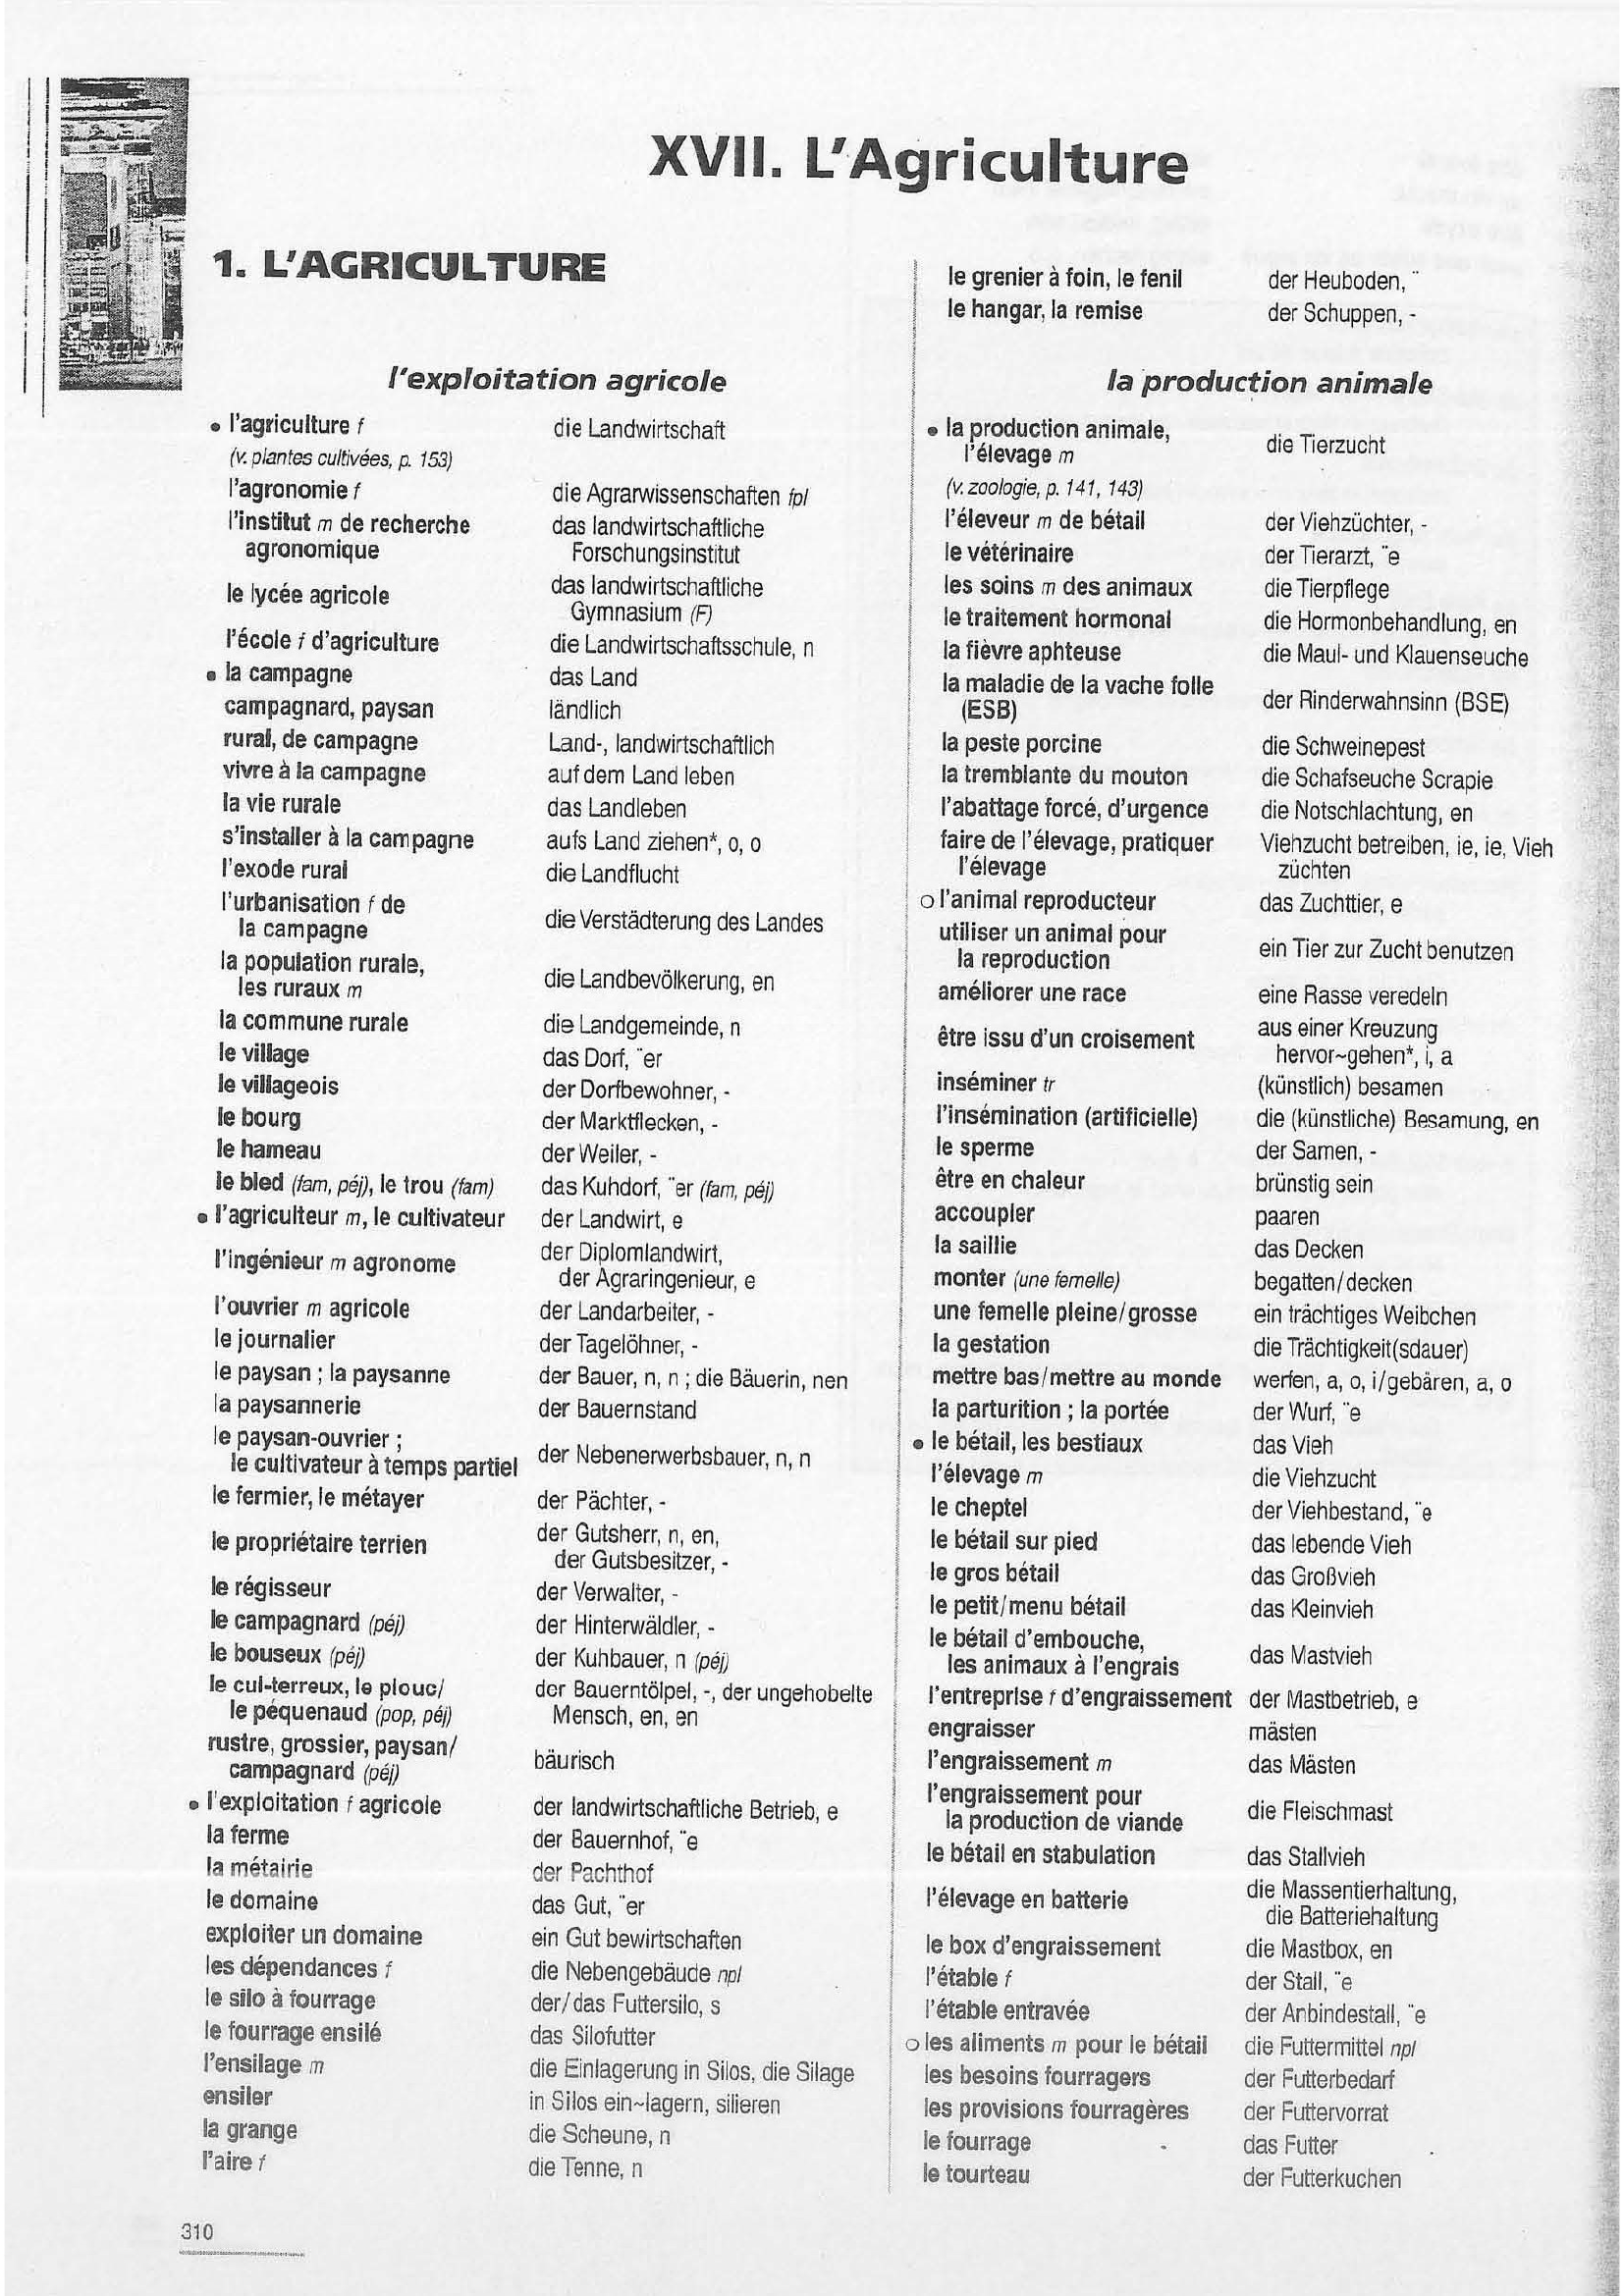 XVII. L'Agriculture
1. L'AGRICULTURE
l'exploitation agricole
• l'agriculture f die Landwirtschaft
(v. plantes cultivées, p. 153)
l'agronomie f die Agrarwissenschaften fpl
l'institut m de recherche das landwirtschaftliche
agronomique Forschungsinstitut
le lycée agricole das landwirtschaftliche
Gymnasium (F)
l'école f d'agriculture die Landwirtschaftsschule, n
• la campagne das Land
campagnard, paysan ländlich
rural, de campagne Land-, landwirtschaftlich
vivre à la campagne auf dem Land leben
la vie rurale das Landleben
s'installer à la campagne aufs Land ziehen*, o, o
l'exode rural die Landflucht
l'urbanisation f de
la campagne die Verstädterung des Landes
la population rurale,
les ruraux m die Landbevölkerung, en
la commune rurale die Landgemeinde, n
le village das Dorf, ¨er
le villageois der Dorfbewohner, -
le bourg der Marktflecken, -
le hameau der Weiler, -
le bled (fam, péj), le trou (fam) das Kuhdorf, ¨er (fam, péj)
• l'agriculteur m, le cultivateur der Landwirt, e
l'ingénieur m agronome der Diplomlandwirt,
der Agraringenieur, e
l'ouvrier m agricole der Landarbeiter, -
le journalier der Tagelöhner, -
le paysan ; la paysanne der Bauer, n, n ; die Bäuerin, nen
la paysannerie der Bauernstand
le paysan-ouvrier ;
le cultivateur à temps partiel der Nebenerwerbsbauer, n, n
le fermier, le métayer der Pächter, -
le propriétaire terrien der Gutsherr, n, en,
der Gutsbesitzer, -
le régisseur der Verwalter, -
le campagnard (péj) der Hinterwäldler, -
le bouseux (péj) der Kuhbauer, n (péj)
le cul-terreux, le plouc/ der Bauerntölpel, -, der ungehobelte
le péquenaud (pop, péj) Mensch, en, en
rustre, grossier, paysan/
campagnard (péj) bäurisch
• l'exploitation f agricole der landwirtschaftliche Betrieb, e
la ferme der Bauernhof, ¨e
la métairie der Pachthof
le domaine das Gut, ¨er
exploiter un domaine ein Gut bewirtschaften
les dépendances f die Nebengebäude npl
le silo à fourrage der/das Futtersilo, s
le fourrage ensilé das Silofutter
l'ensilage m die Einlagerung in Silos, die Silage
ensiler in Silos ein~lagern, silieren
la grange die Scheune, n
l'aire f die Tenne, n
le grenier à foin, le fenil der Heuboden, ¨
le hangar, la remise der Schuppen, -
la production animale
• la production animale,
l'élevage m die Tierzucht
(v. zoologie, p. 141, 143)
l'éleveur m de bétail der Viehzüchter, -
le vétérinaire der Tierarzt, ¨e
les soins m des animaux die Tierpflege
le traitement hormonal die Hormonbehandlung, en
la fièvre aphteuse die Maul- und Klauenseuche
la maladie de la vache folle
(ESB) der Rinderwahnsinn (BSE)
la peste porcine die Schweinepest
la tremblante du mouton die Schafseuche Scrapie
l'abattage forcé, d'urgence die Notschlachtung, en
faire de l'élevage, pratiquer Viehzucht betreiben, ie, ie, Vieh
l'élevage züchten
o l'animal reproducteur das Zuchttier, e
utiliser un animal pour
la reproduction ein Tier zur Zucht benutzen
améliorer une race eine Rasse veredeln
être issu d'un croisement aus einer Kreuzung
hervor~gehen*, i, a
inséminer tr (künstlich) besamen
l'insémination (artificielle) die (künstliche) Besamung, en
le sperme der Samen, -
être en chaleur brünstig sein
accoupler paaren
la saillie das Decken
monter (une femelle) begatten/decken
une femelle pleine/grosse ein trächtiges Weibchen
la gestation die Trächtigkeit(sdauer)
mettre bas/mettre au monde werfen, a, o, i/gebären, a, o
la parturition ; la portée der Wurf, ¨e
• le bétail, les bestiaux das Vieh
l'élevage m die Viehzucht
le cheptel der Viehbestand, ¨e
le bétail sur pied das lebende Vieh
le gros bétail das Großvieh
le petit/menu bétail das Kleinvieh
le bétail d'embouche,
les animaux à l'engrais das Mastvieh
l'entreprise f d'engraissement der Mastbetrieb, e
engraisser mästen
l'engraissement m das Mästen
l'engraissement pour
la production de viande die Fleischmast
le bétail en stabulation das Stallvieh
l'élevage en batterie die Massentierhaltung,
die Batteriehaltung
le box d'engraissement die Mastbox, en
l'étable f der Stall, ¨e
l'étable entravée der Anbindestall, ¨e
o les aliments m pour le bétail die Futtermittel npl
les besoins fourragers der Futterbedarf
les provisions fourragères der Futtervorrat
le fourrage das Futter
le tourteau der Futterkuchen
310